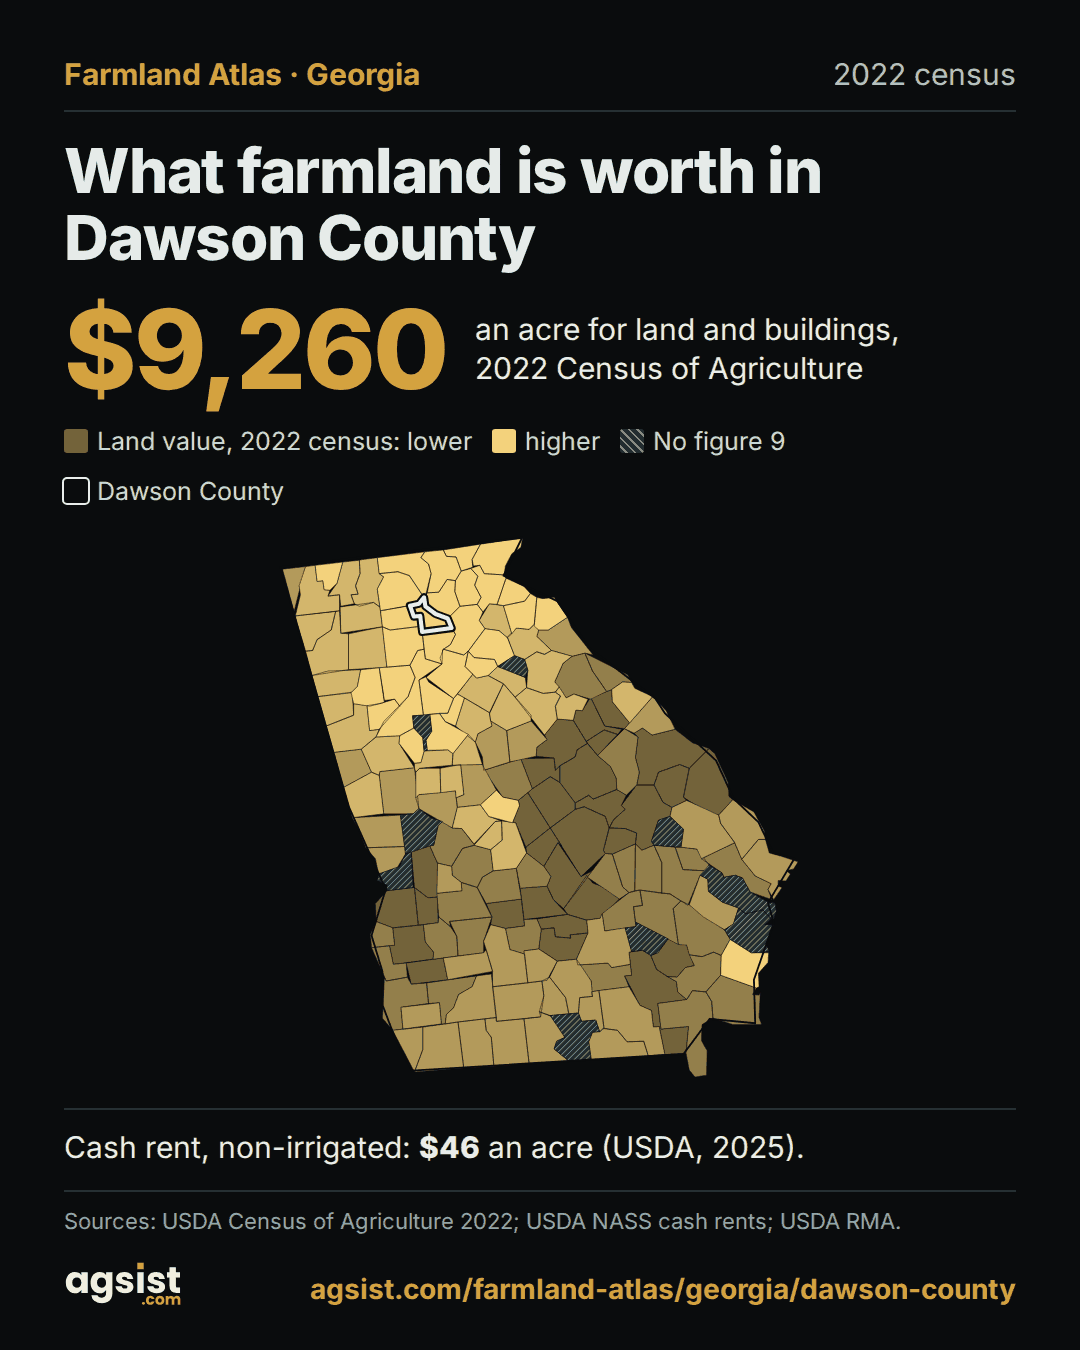 Farmland Atlas · Georgia
2022 census
What farmland is worth in
Dawson County
$9,260
an acre for land and buildings,
2022 Census of Agriculture
Land value, 2022 census: lower
higher
No figure 9
Dawson County
Cash rent, non-irrigated: $46 an acre (USDA, 2025).
Sources: USDA Census of Agriculture 2022; USDA NASS cash rents; USDA RMA.
agsist
.com
agsist.com/farmland-atlas/georgia/dawson-county